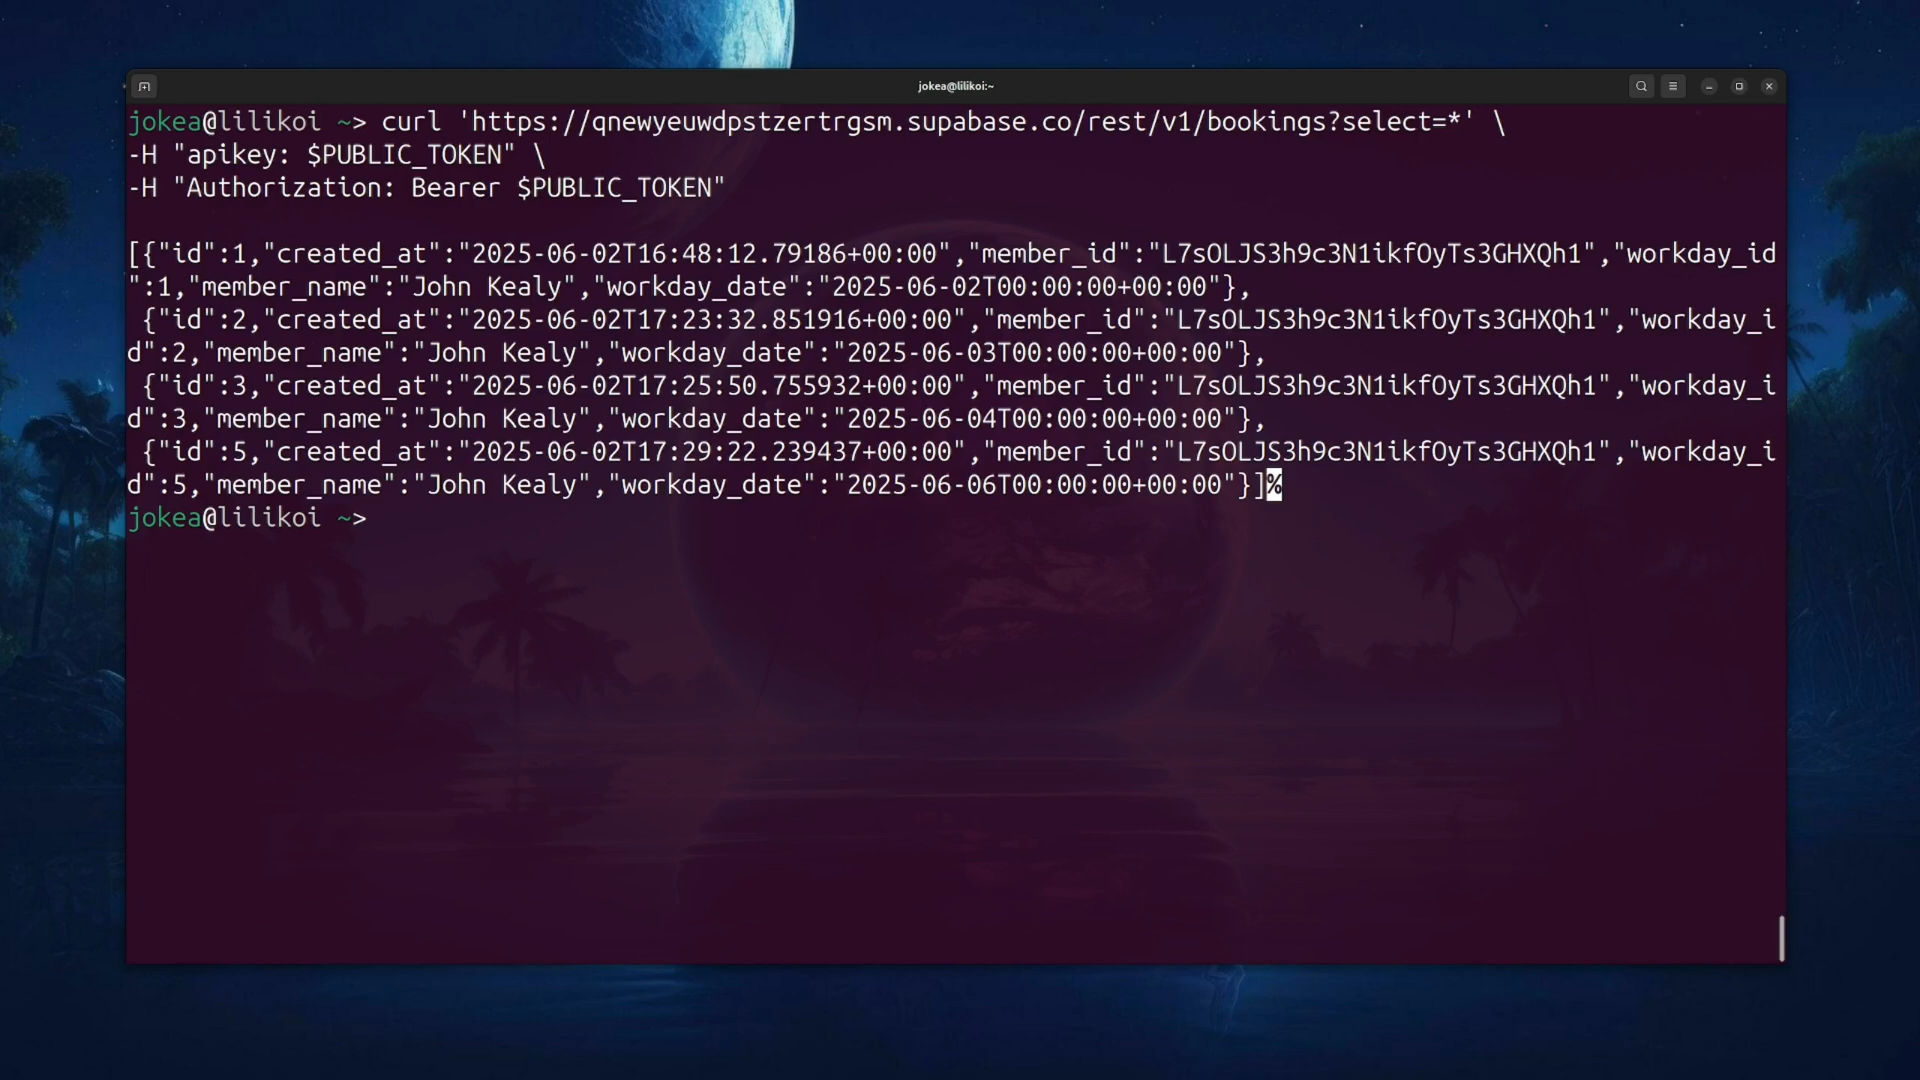 jokea@lilikoi:~
jokea@lilikoi ~> curl 'https://qnewyeuwdpstzertrgsm.supabase.co/rest/v1/bookings?select=*' \
-H "apikey: $PUBLIC_TOKEN" \
-H "Authorization: Bearer $PUBLIC_TOKEN"
[{"id":1,"created_at":"2025-06-02T16:48:12.79186+00:00","member_id":"L7sOLJS3h9c3N1ikfOyTs3GHXQh1","workday_id
":1,"member_name":"John Kealy","workday_date":"2025-06-02T00:00:00+00:00"},
{"id":2,"created_at":"2025-06-02T17:23:32.851916+00:00","member_id":"L7sOLJS3h9c3N1ikfOyTs3GHXQh1","workday_i
d":2,"member_name":"John Kealy","workday_date":"2025-06-03T00:00:00+00:00"},
{"id":3,"created_at":"2025-06-02T17:25:50.755932+00:00","member_id":"L7sOLJS3h9c3N1ikfOyTs3GHXQh1","workday_i
d":3,"member_name":"John Kealy","workday_date":"2025-06-04T00:00:00+00:00"},
{"id":5,"created_at":"2025-06-02T17:29:22.239437+00:00","member_id":"L7sOLJS3h9c3N1ikfOyTs3GHXQh1","workday_i
d":5,"member_name":"John Kealy","workday_date":"2025-06-06T00:00:00+00:00"}]%
jokea@lilikoi ~>